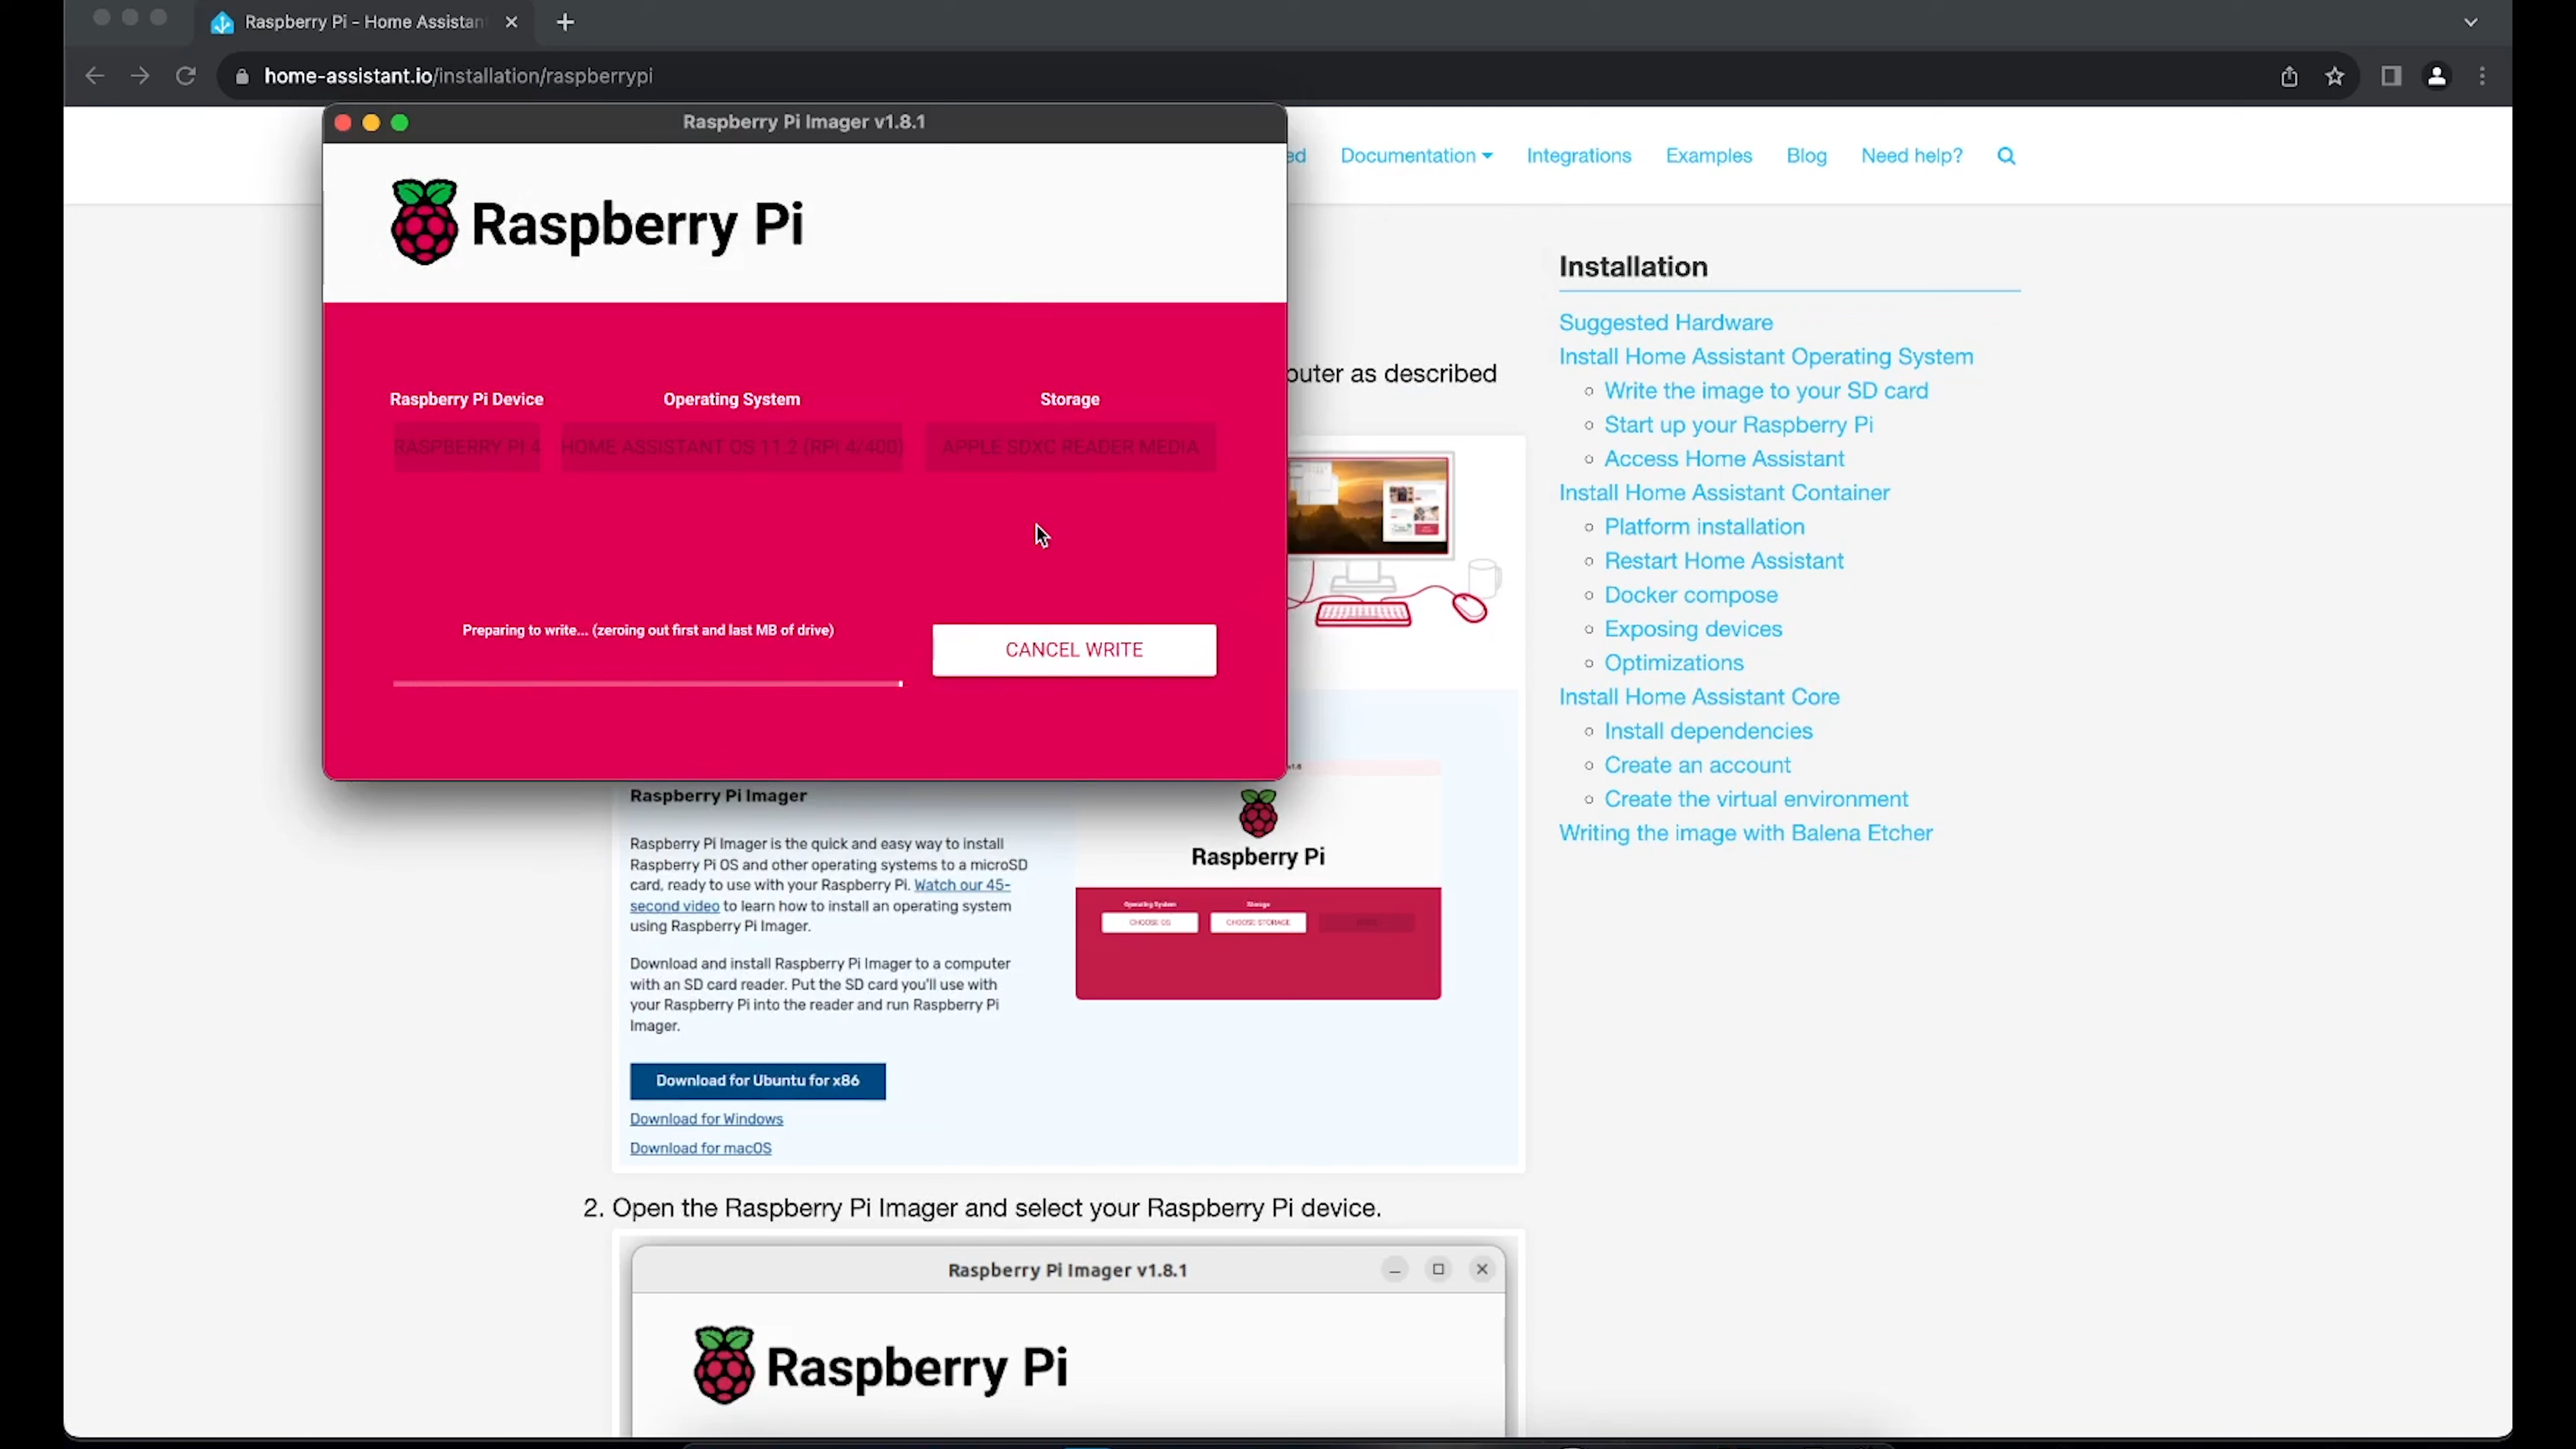 Raspberry Pi - Home Assistan
home-assistant.io/installation/raspberrypi
Raspberry Pi Imager v1.8.1
ed Documentation Integrations Examples Blog Need help?
Raspberry Pi
Raspberry Pi Device Operating System Storage
RASPBERRY PI 4 HOME ASSISTANT OS 11.2 (RPI 4/400) APPLE SDXC READER MEDIA
Preparing to write... (zeroing out first and last MB of drive)
CANCEL WRITE
puter as described
Installation
Suggested Hardware
Install Home Assistant Operating System
Write the image to your SD card
Start up your Raspberry Pi
Access Home Assistant
Install Home Assistant Container
Platform installation
Restart Home Assistant
Docker compose
Exposing devices
Optimizations
Install Home Assistant Core
Install dependencies
Create an account
Create the virtual environment
Writing the image with Balena Etcher
Raspberry Pi Imager
Raspberry Pi Imager is the quick and easy way to install
Raspberry Pi OS and other operating systems to a microSD
card, ready to use with your Raspberry Pi. Watch our 45-
second video to learn how to install an operating system
using Raspberry Pi Imager.
Download and install Raspberry Pi Imager to a computer
with an SD card reader. Put the SD card you'll use with
your Raspberry Pi into the reader and run Raspberry Pi
Imager.
Download for Ubuntu for x86
Download for Windows
Download for macOS
v1.6
Raspberry Pi
Operating System Storage
CHOOSE OS CHOOSE STORAGE
2. Open the Raspberry Pi Imager and select your Raspberry Pi device.
Raspberry Pi Imager v1.8.1
Raspberry Pi